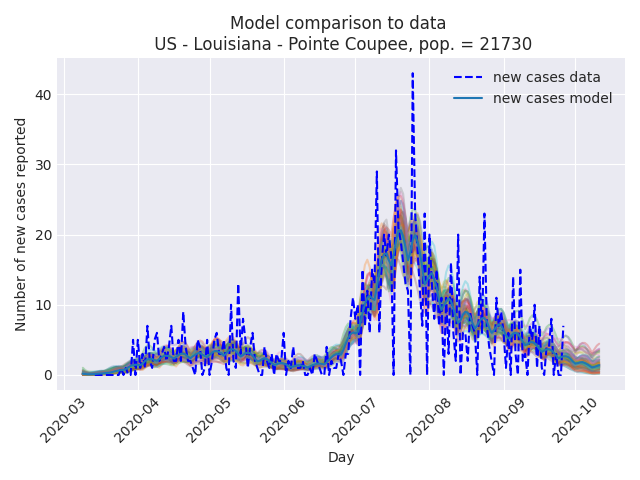 Model comparison to data
US - Louisiana - Pointe Coupee, pop. = 21730
new cases data
new cases model
Number of new cases reported
40
30
20
10
0
2020-03
2020-04
2020-05
2020-06
2020-07
2020-08
2020-09
2020-10
Day